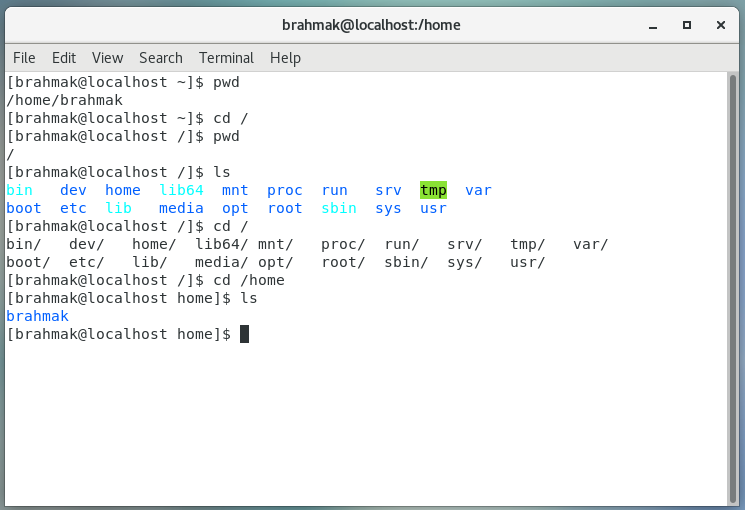 brahmak@localhost:/home
File Edit View Search Terminal Help
[brahmak@localhost ~]$ pwd
/home/brahmak
[brahmak@localhost ~]$ cd /
[brahmak@localhost /]$ pwd
/
[brahmak@localhost /]$ ls
bin dev home lib64 mnt proc run srv tmp var
boot etc lib media opt root sbin sys usr
[brahmak@localhost /]$ cd /
bin/ dev/ home/ lib64/ mnt/ proc/ run/ srv/ tmp/ var/
boot/ etc/ lib/ media/ opt/ root/ sbin/ sys/ usr/
[brahmak@localhost /]$ cd /home
[brahmak@localhost home]$ ls
brahmak
[brahmak@localhost home]$